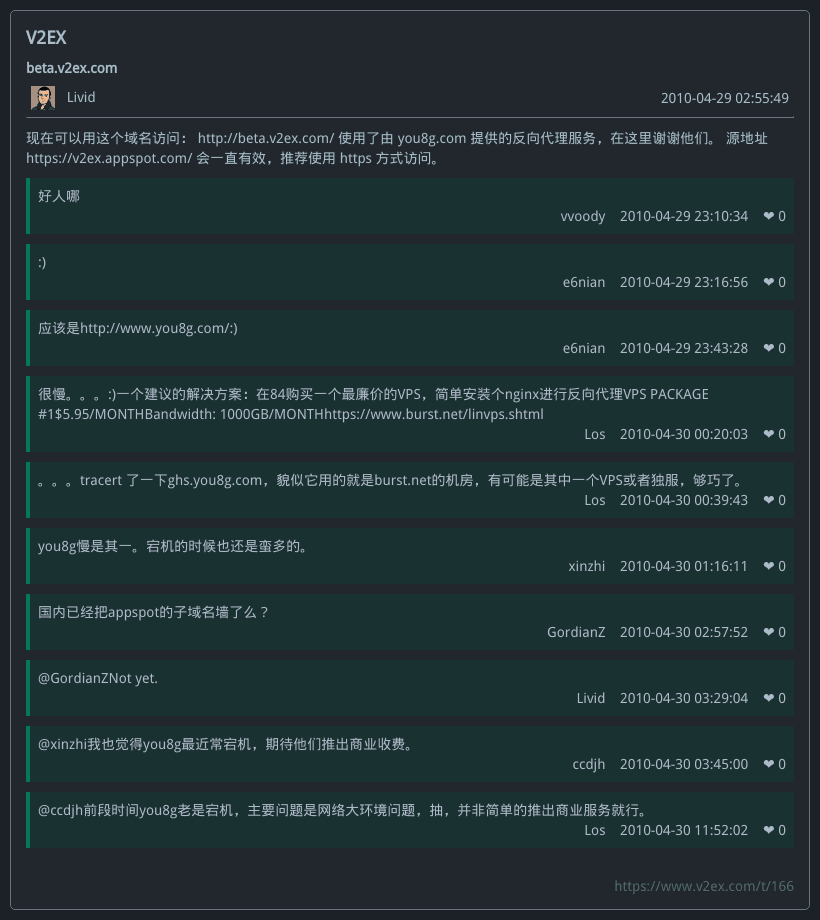 V2EX
beta.v2ex.com
Livid 2010-04-29 02:55:49
现在可以用这个域名访问： http://beta.v2ex.com/ 使用了由 you8g.com 提供的反向代理服务，在这里谢谢他们。 源地址
https://v2ex.appspot.com/ 会一直有效，推荐使用 https 方式访问。
好人哪
vvoody 2010-04-29 23:10:34 ❤ 0
:)
e6nian 2010-04-29 23:16:56 ❤ 0
应该是http://www.you8g.com/:)
e6nian 2010-04-29 23:43:28 ❤ 0
很慢。。。:)一个建议的解决方案：在84购买一个最廉价的VPS，简单安装个nginx进行反向代理VPS PACKAGE
#1$5.95/MONTHBandwidth: 1000GB/MONTHhttps://www.burst.net/linvps.shtml
Los 2010-04-30 00:20:03 ❤ 0
。。。tracert 了一下ghs.you8g.com，貌似它用的就是burst.net的机房，有可能是其中一个VPS或者独服，够巧了。
Los 2010-04-30 00:39:43 ❤ 0
you8g慢是其一。宕机的时候也还是蛮多的。
xinzhi 2010-04-30 01:16:11 ❤ 0
国内已经把appspot的子域名墙了么？
GordianZ 2010-04-30 02:57:52 ❤ 0
@GordianZNot yet.
Livid 2010-04-30 03:29:04 ❤ 0
@xinzhi我也觉得you8g最近常宕机，期待他们推出商业收费。
ccdjh 2010-04-30 03:45:00 ❤ 0
@ccdjh前段时间you8g老是宕机，主要问题是网络大环境问题，抽，并非简单的推出商业服务就行。
Los 2010-04-30 11:52:02 ❤ 0
https://www.v2ex.com/t/166